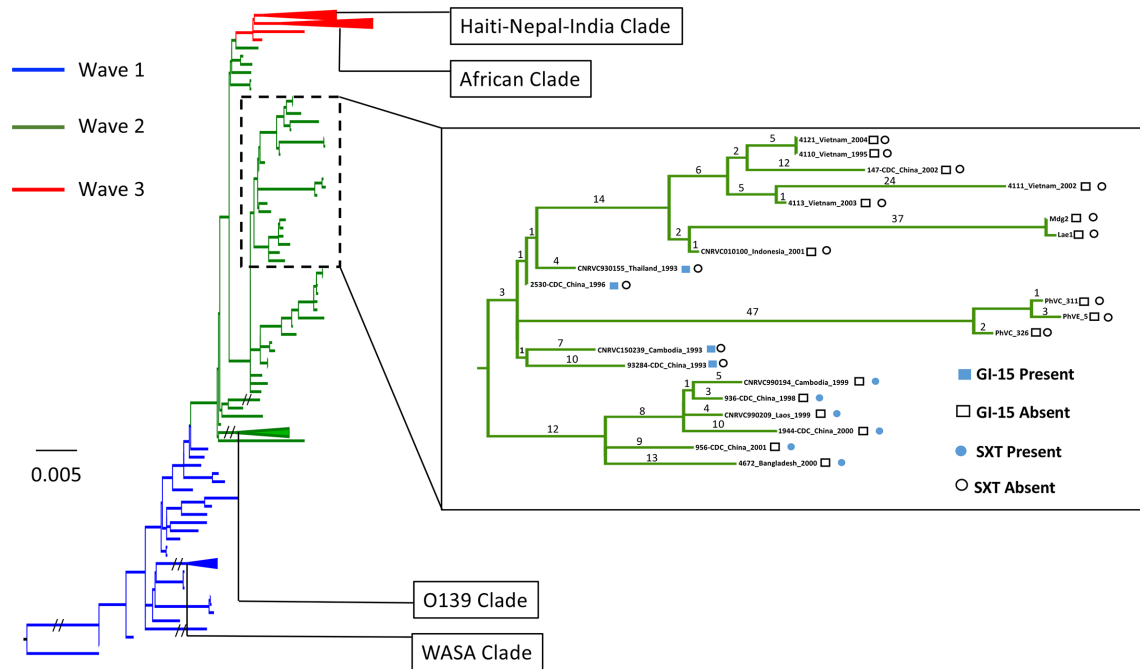 Haiti-Nepal-India Clade
African Clade
Wave 1
Wave 2
Wave 3
0.005
O139 Clade
WASA Clade
5
4121_Vietnam_2004
2
4110_Vietnam_1995
6
12
147-CDC_China_2002
24
4111_Vietnam_2002
5
1
4113_Vietnam_2003
14
37
Mdg2
Lae1
2
1
CNRVC010100_Indonesia_2001
1
1
4
CNRVC930155_Thailand_1993
2530-CDC_China_1996
3
47
1
PhVC_311
3
PhVE_5
2
PhVC_326
7
CNRVC150239_Cambodia_1993
1
10
93284-CDC_China_1993
5
CNRVC990194_Cambodia_1999
1
3
936-CDC_China_1998
8
4
CNRVC990209_Laos_1999
10
1944-CDC_China_2000
12
9
956-CDC_China_2001
13
4672_Bangladesh_2000
GI-15 Present
GI-15 Absent
SXT Present
SXT Absent